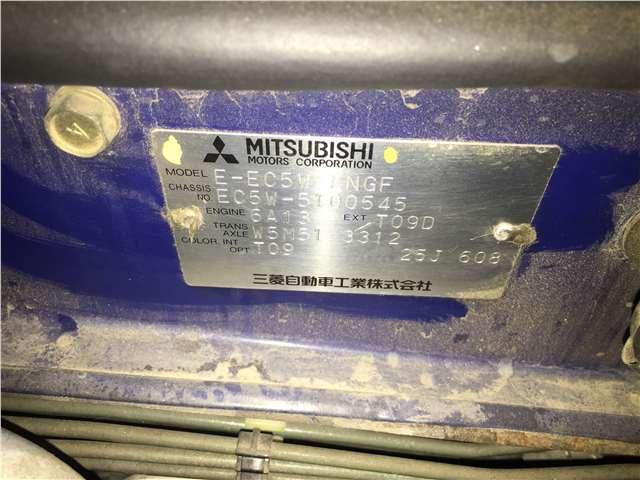 MITSUBISHI
MOTORS CORPORATION
MODEL E-EC5W
CHASSIS NO. EC5W-5100545
ENGINE 6A13 EXT T09D
TRANS AXLE W5M51 3312
COLOR. INT OPT T09 25J 608
三菱自動車工業株式会社